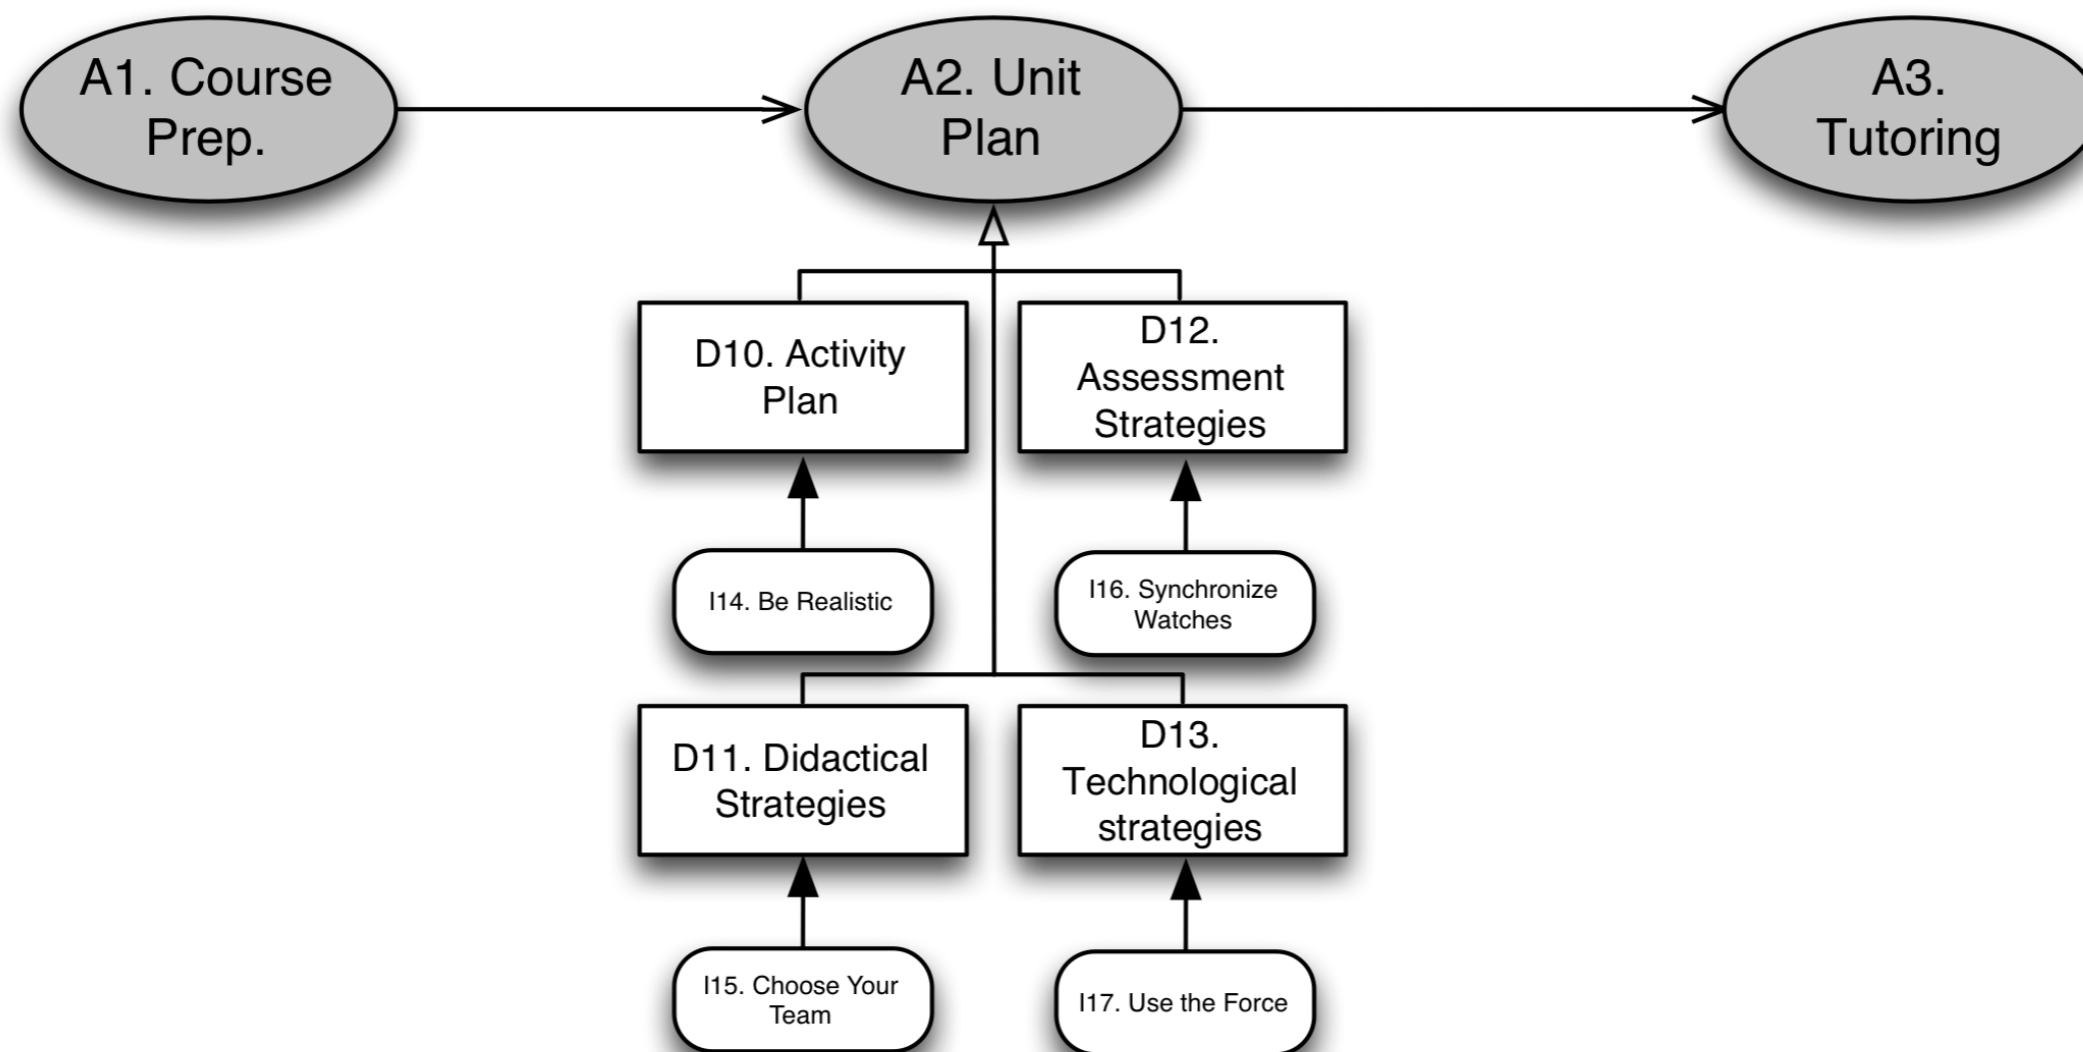 A1. Course
Prep.
A2. Unit
Plan
A3.
Tutoring
D10. Activity
Plan
D12.
Assessment
Strategies
I14. Be Realistic
I16. Synchronize
Watches
D11. Didactical
Strategies
D13.
Technological
strategies
I15. Choose Your
Team
I17. Use the Force